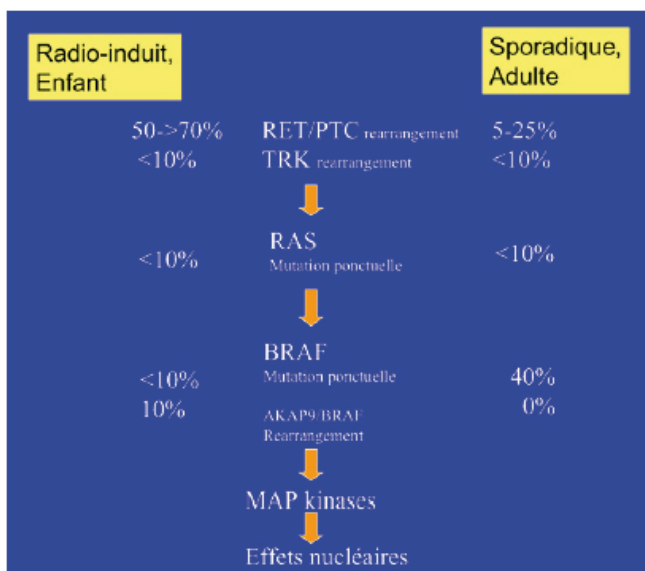 Radio-induit,
Enfant
Sporadique,
Adulte
50->70% RET/PTC rearrangement 5-25%
<10% TRK rearrangement <10%
RAS
<10% Mutation ponctuelle <10%
BRAF
<10% Mutation ponctuelle 40%
10% AKAP9/BRAF 0%
Rearrangement
MAP kinases
Effets nucléaires